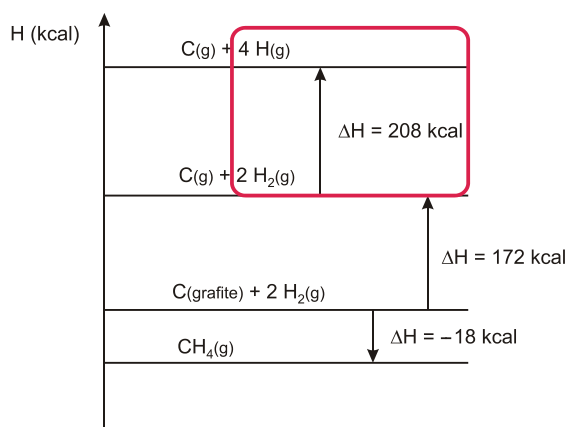 H (kcal)
C(g) + 4 H(g)
ΔH = 208 kcal
C(g) + 2 H₂(g)
ΔH = 172 kcal
C(grafite) + 2 H₂(g)
ΔH = –18 kcal
CH₄(g)